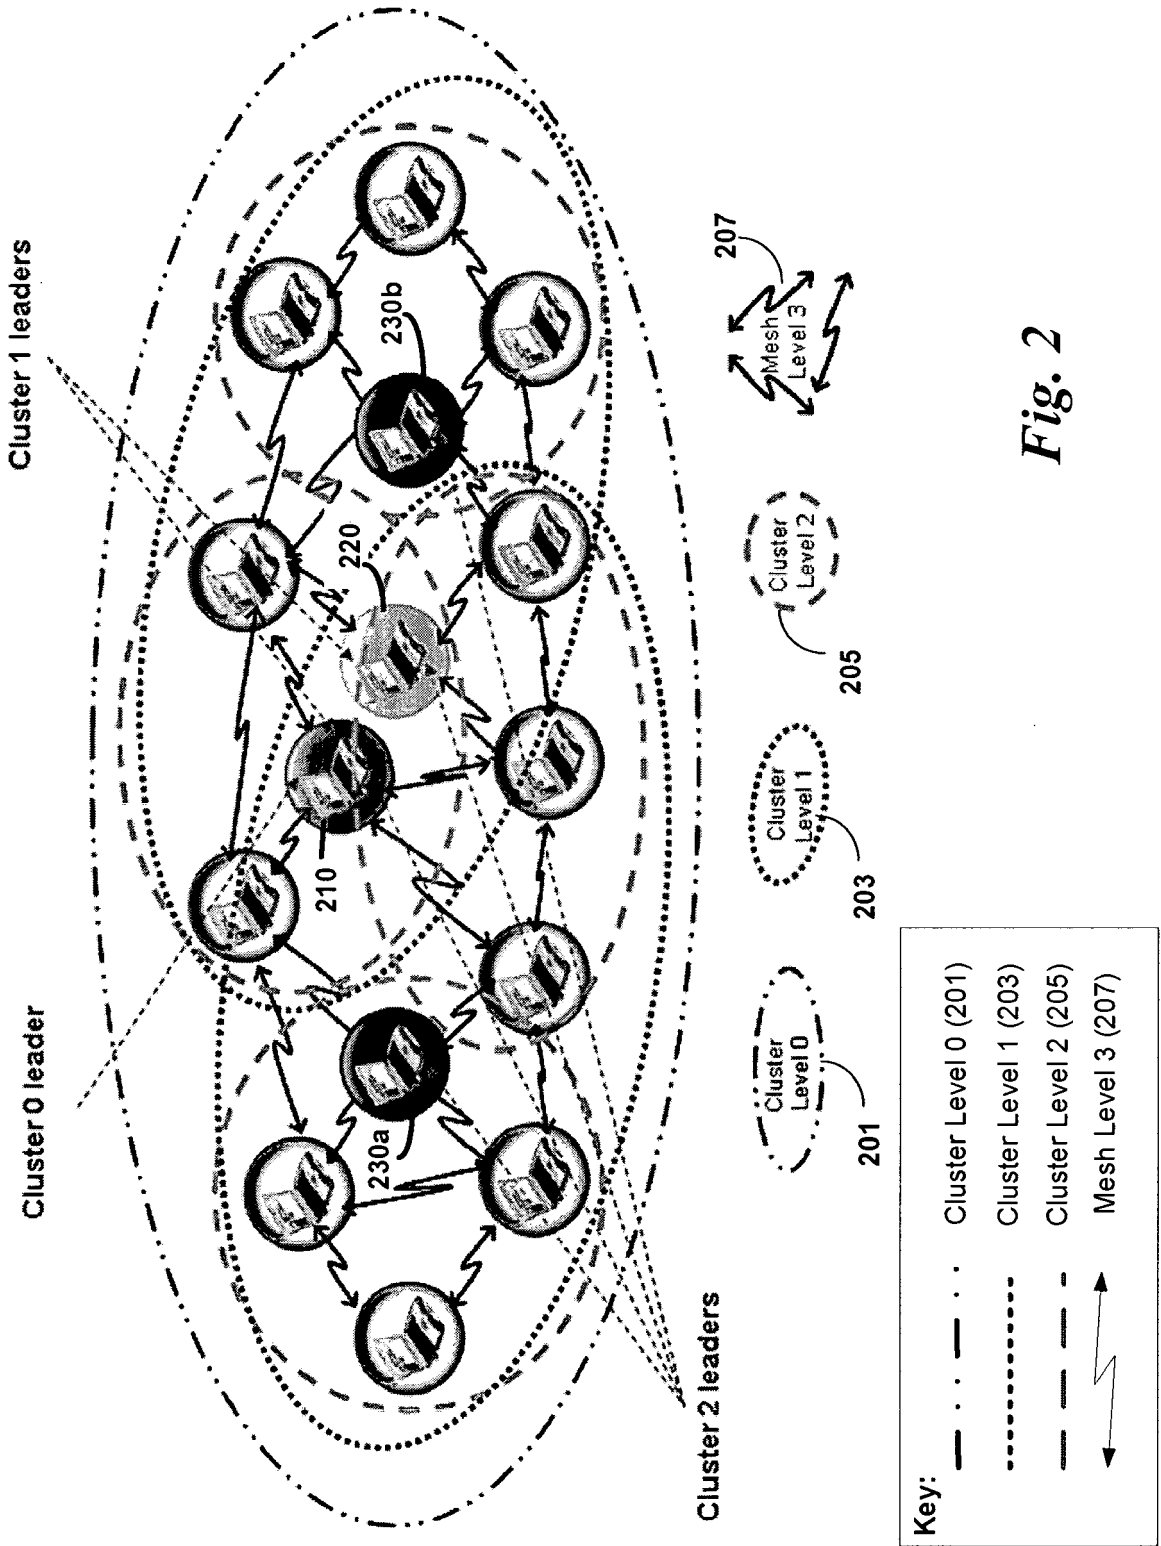 Cluster 0 leader
Cluster 1 leaders
230a
210
220
230b
Cluster 2 leaders
Cluster
Level 0
201
Cluster
Level 1
203
Cluster
Level 2
205
Mesh
Level 3
207
Key:
Cluster Level 0 (201)
Cluster Level 1 (203)
Cluster Level 2 (205)
Mesh Level 3 (207)
Fig. 2